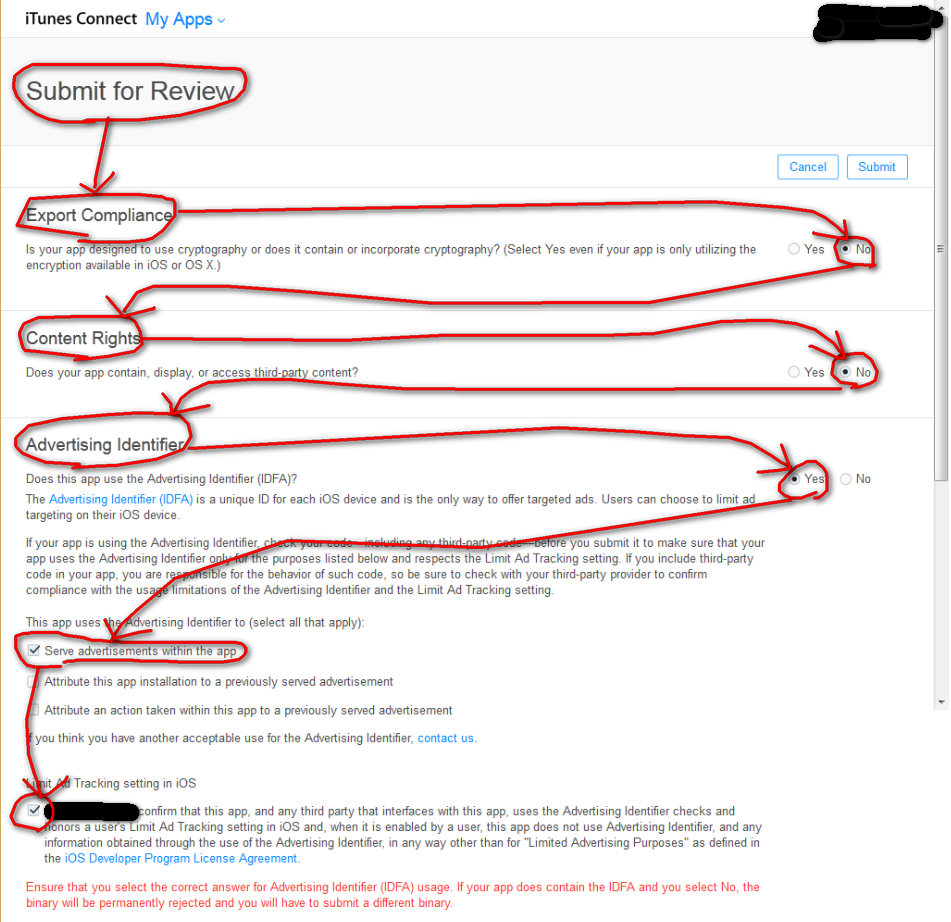 iTunes Connect My Apps
Submit for Review
Cancel Submit
Export Compliance
Is your app designed to use cryptography or does it contain or incorporate cryptography? (Select Yes even if your app is only utilizing the Yes No
encryption available in iOS or OS X.)
Content Rights
Does your app contain, display, or access third-party content? Yes No
Advertising Identifier
Does this app use the Advertising Identifier (IDFA)? Yes No
The Advertising Identifier (IDFA) is a unique ID for each iOS device and is the only way to offer targeted ads. Users can choose to limit ad
targeting on their iOS device.
If your app is using the Advertising Identifier, check your code—including any third-party code—before you submit it to make sure that your
app uses the Advertising Identifier only for the purposes listed below and respects the Limit Ad Tracking setting. If you include third-party
code in your app, you are responsible for the behavior of such code, so be sure to check with your third-party provider to confirm
compliance with the usage limitations of the Advertising Identifier and the Limit Ad Tracking setting.
This app uses the Advertising Identifier to (select all that apply):
Serve advertisements within the app
Attribute this app installation to a previously served advertisement
Attribute an action taken within this app to a previously served advertisement
If you think you have another acceptable use for the Advertising Identifier, contact us.
Limit Ad Tracking setting in iOS
confirm that this app, and any third party that interfaces with this app, uses the Advertising Identifier checks and
honors a user's Limit Ad Tracking setting in iOS and, when it is enabled by a user, this app does not use Advertising Identifier, and any
information obtained through the use of the Advertising Identifier, in any way other than for "Limited Advertising Purposes" as defined in
the iOS Developer Program License Agreement.
Ensure that you select the correct answer for Advertising Identifier (IDFA) usage. If your app does contain the IDFA and you select No, the
binary will be permanently rejected and you will have to submit a different binary.